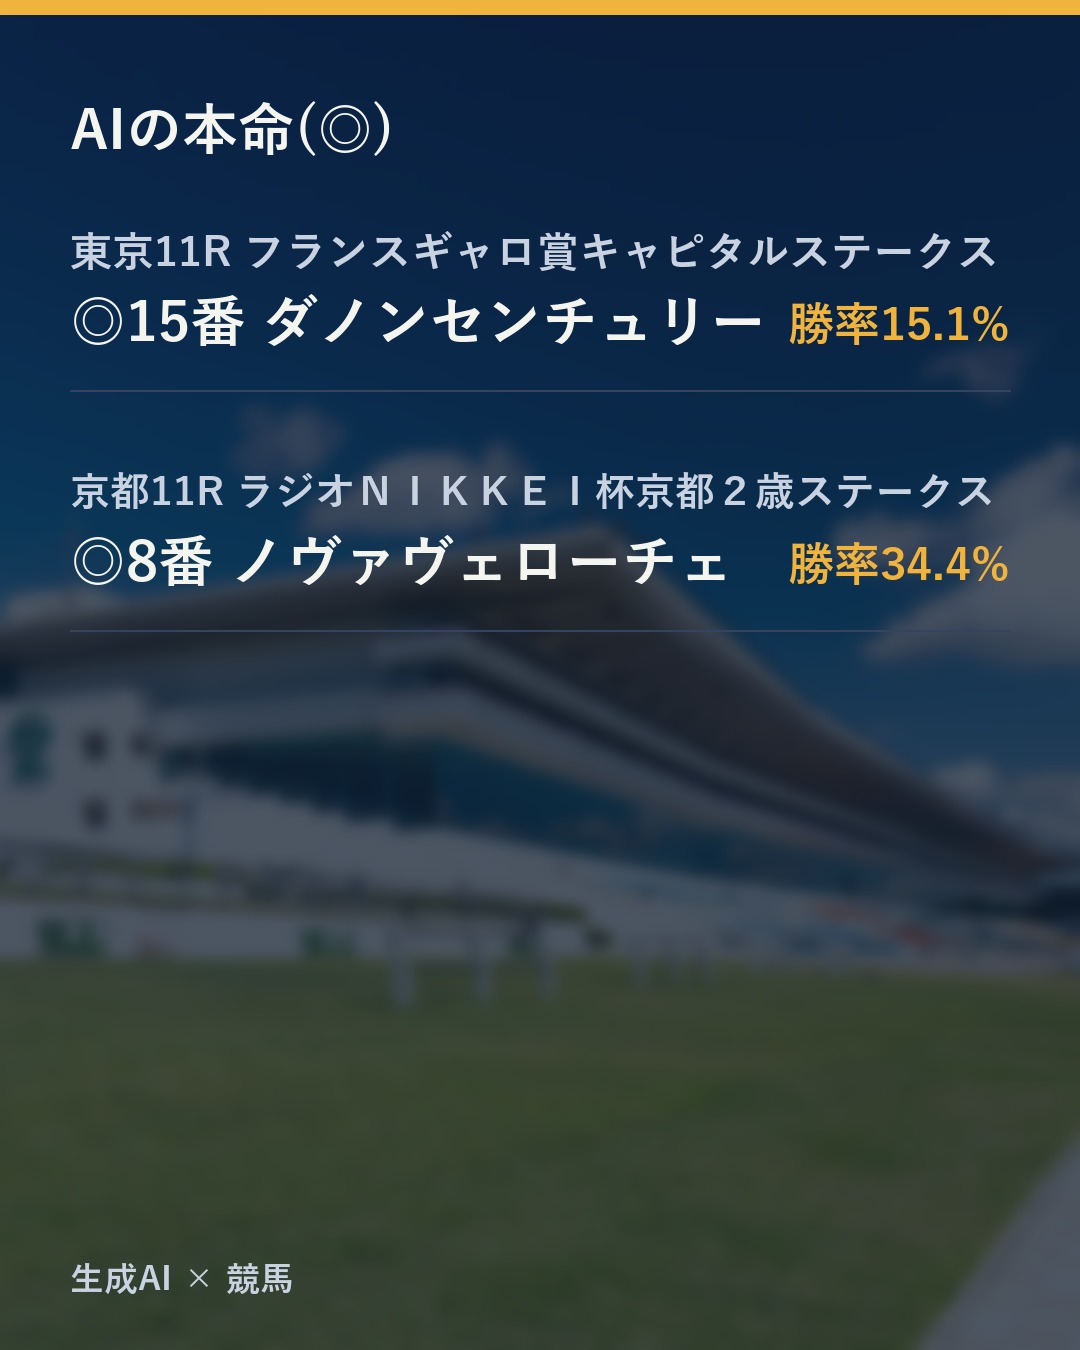 AIの本命(◎)
東京11R フランスギャロ賞キャピタルステークス
◎15番 ダノンセンチュリー 勝率15.1%
京都11R ラジオＮＩＫＫＥＩ杯京都２歳ステークス
◎8番 ノヴァヴェローチェ 勝率34.4%
生成AI × 競馬